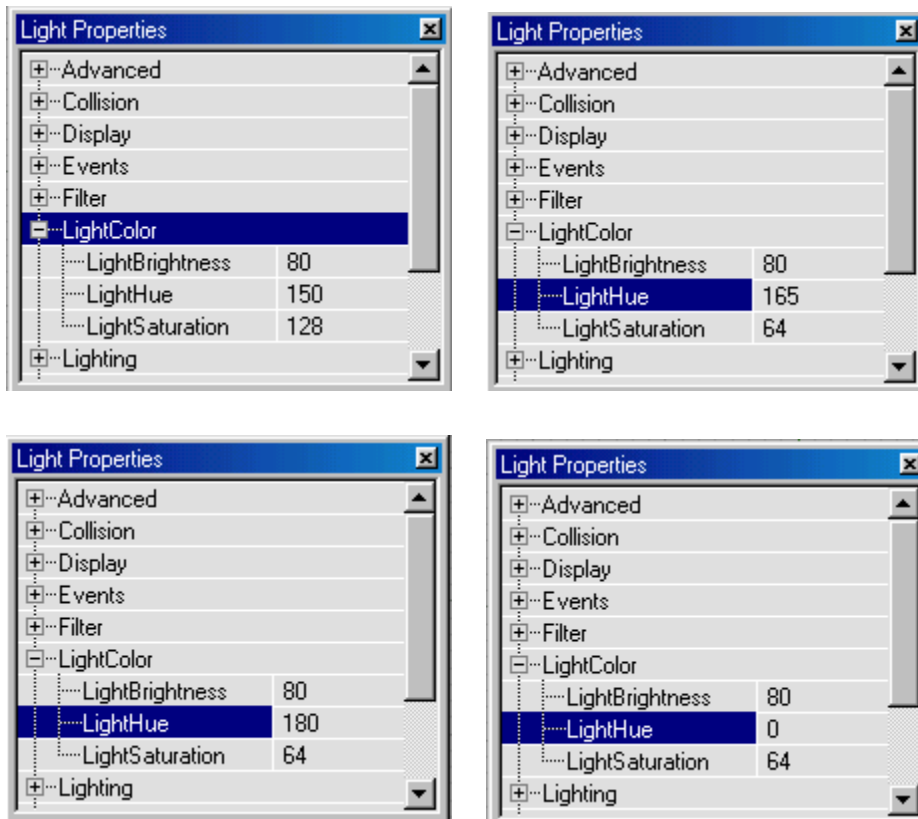 Light Properties
Advanced
Collision
Display
Events
Filter
LightColor
LightBrightness 80
LightHue 150
LightSaturation 128
Lighting
Light Properties
Advanced
Collision
Display
Events
Filter
LightColor
LightBrightness 80
LightHue 165
LightSaturation 64
Lighting
Light Properties
Advanced
Collision
Display
Events
Filter
LightColor
LightBrightness 80
LightHue 180
LightSaturation 64
Lighting
Light Properties
Advanced
Collision
Display
Events
Filter
LightColor
LightBrightness 80
LightHue 0
LightSaturation 64
Lighting